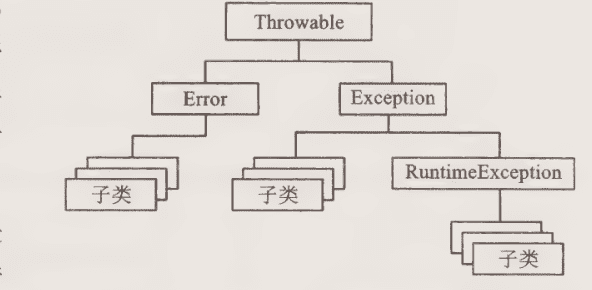 Throwable
Error
Exception
RuntimeException
子类
子类
子类